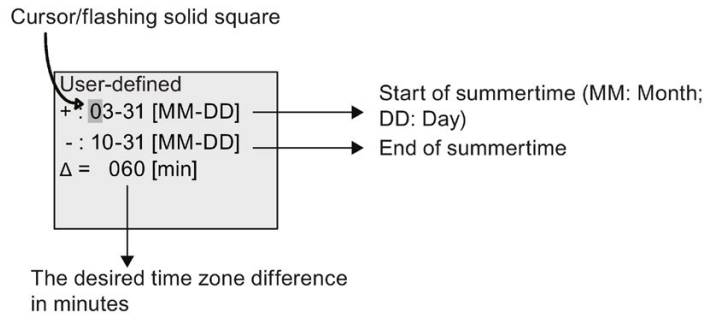 Cursor/flashing solid square
User-defined
+ : 03-31 [MM-DD]
- : 10-31 [MM-DD]
Δ = 060 [min]
Start of summertime (MM: Month;
DD: Day)
End of summertime
The desired time zone difference
in minutes